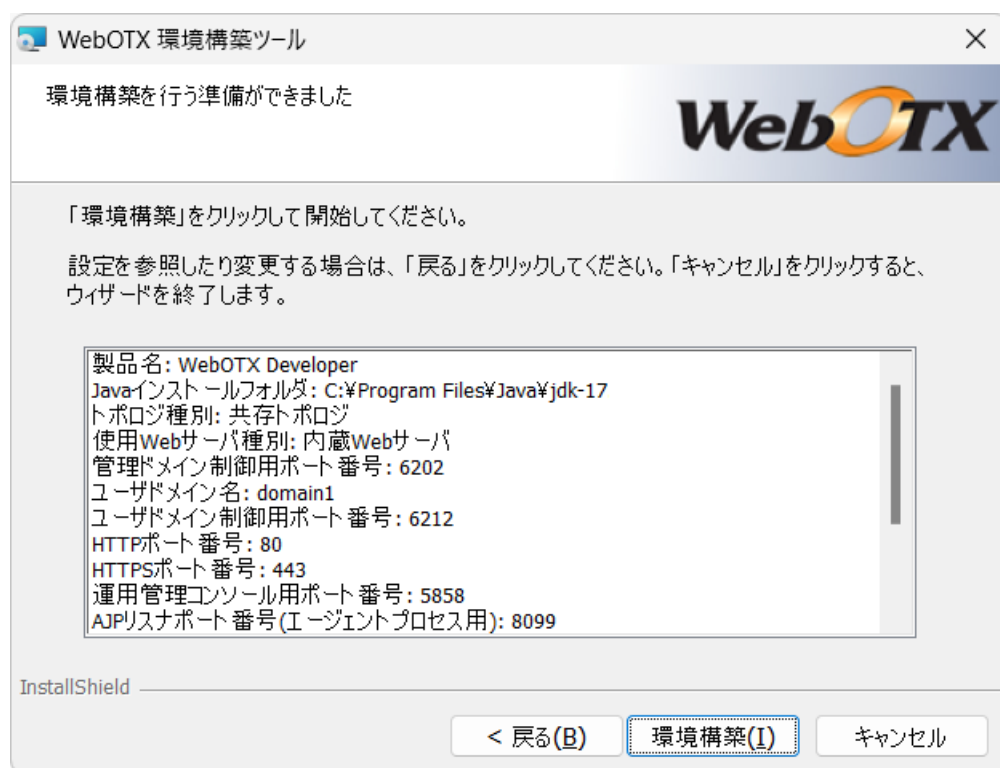 WebOTX 環境構築ツール
環境構築を行う準備ができました
WebOTX
「環境構築」をクリックして開始してください。
設定を参照したり変更する場合は、「戻る」をクリックしてください。「キャンセル」をクリックすると、
ウィザードを終了します。
製品名: WebOTX Developer
Javaインストールフォルダ: C:¥Program Files¥Java¥jdk-17
トポロジ種別: 共存トポロジ
使用Webサーバ種別: 内蔵Webサーバ
管理ドメイン制御用ポート番号: 6202
ユーザドメイン名: domain1
ユーザドメイン制御用ポート番号: 6212
HTTPポート番号: 80
HTTPSポート番号: 443
運用管理コンソール用ポート番号: 5858
AJPリスナポート番号(エージェントプロセス用): 8099
InstallShield
< 戻る(B)
環境構築(I)
キャンセル